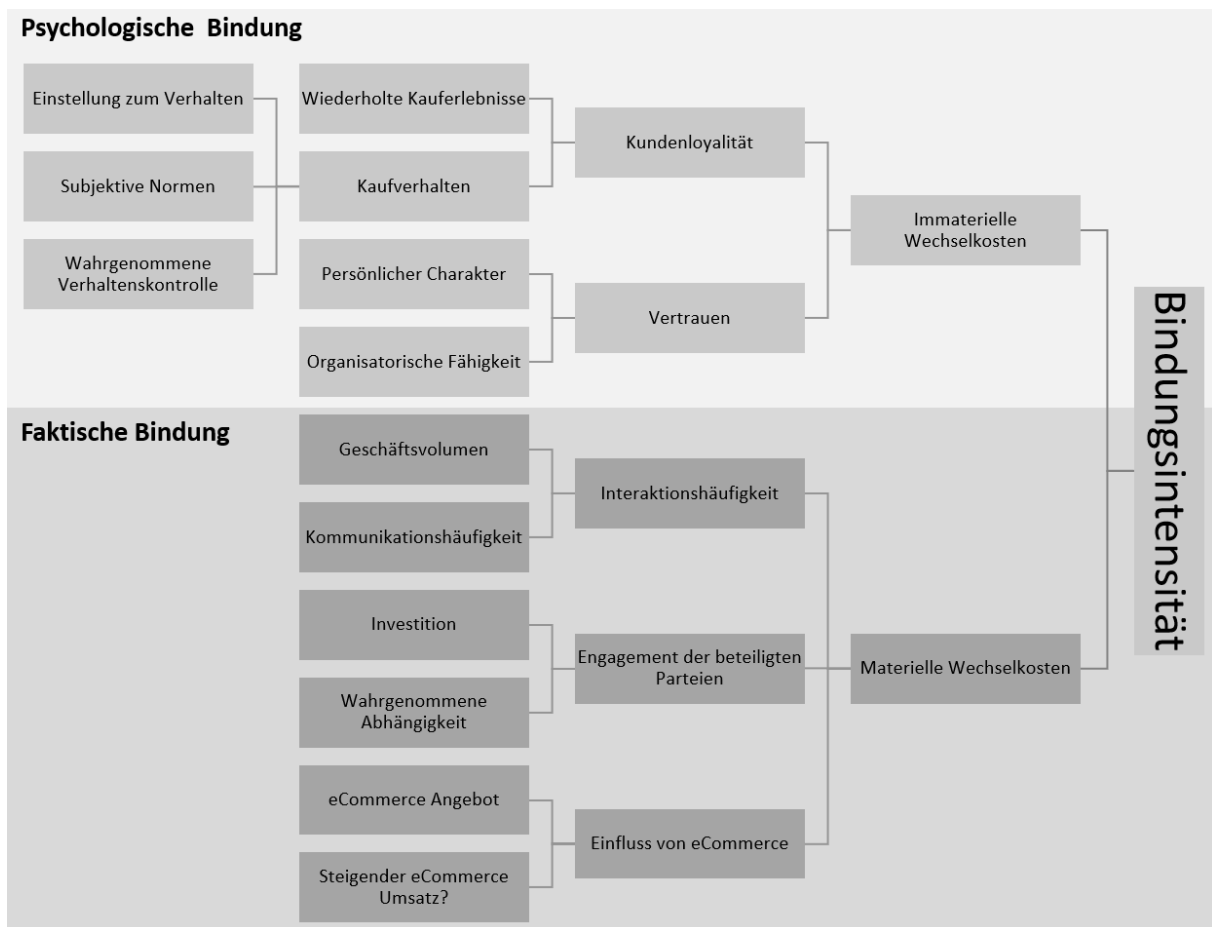 Psychologische Bindung
Einstellung zum Verhalten
Subjektive Normen
Wahrgenommene
Verhaltenskontrolle
Wiederholte Kauferlebnisse
Kaufverhalten
Persönlicher Charakter
Organisatorische Fähigkeit
Kundenloyalität
Vertrauen
Immaterielle
Wechselkosten
Faktische Bindung
Geschäftsvolumen
Kommunikationshäufigkeit
Investition
Wahrgenommene
Abhängigkeit
eCommerce Angebot
Steigender eCommerce
Umsatz?
Interaktionshäufigkeit
Engagement der beteiligten
Parteien
Einfluss von eCommerce
Materielle Wechselkosten
Bindungsintensität